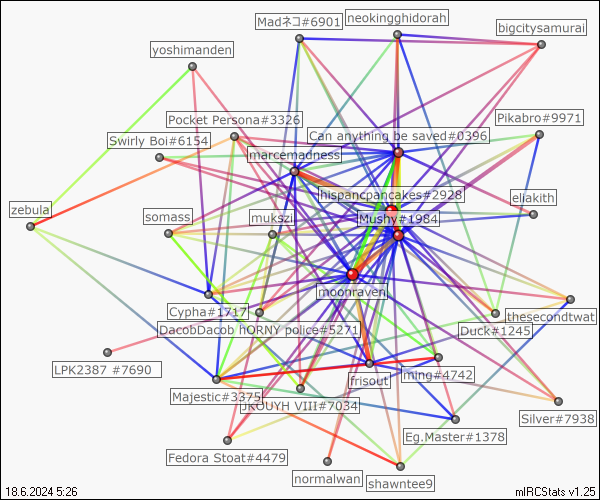 Madネコ#6901
neokingghidorah
bigcitysamurai
yoshimanden
Pocket Persona#3326
Pikabro#9971
Swirly Boi#6154
Can anything be saved#0396
marcemadness
hispancpancakes#2928
eliakith
zebula
somass
mukszi
Mushy#1984
moonraven
Cypha#1717
thesecondtwat
DacobDacob hORNY police#5271
Duck#1245
LPK2387 #7690
frisout
ming#4742
Majestic#3375
JKOUYH VIII#7034
Silver#7938
Eg.Master#1378
Fedora Stoat#4479
normalwan
shawntee9
18.6.2024 5:26
mIRCStats v1.25